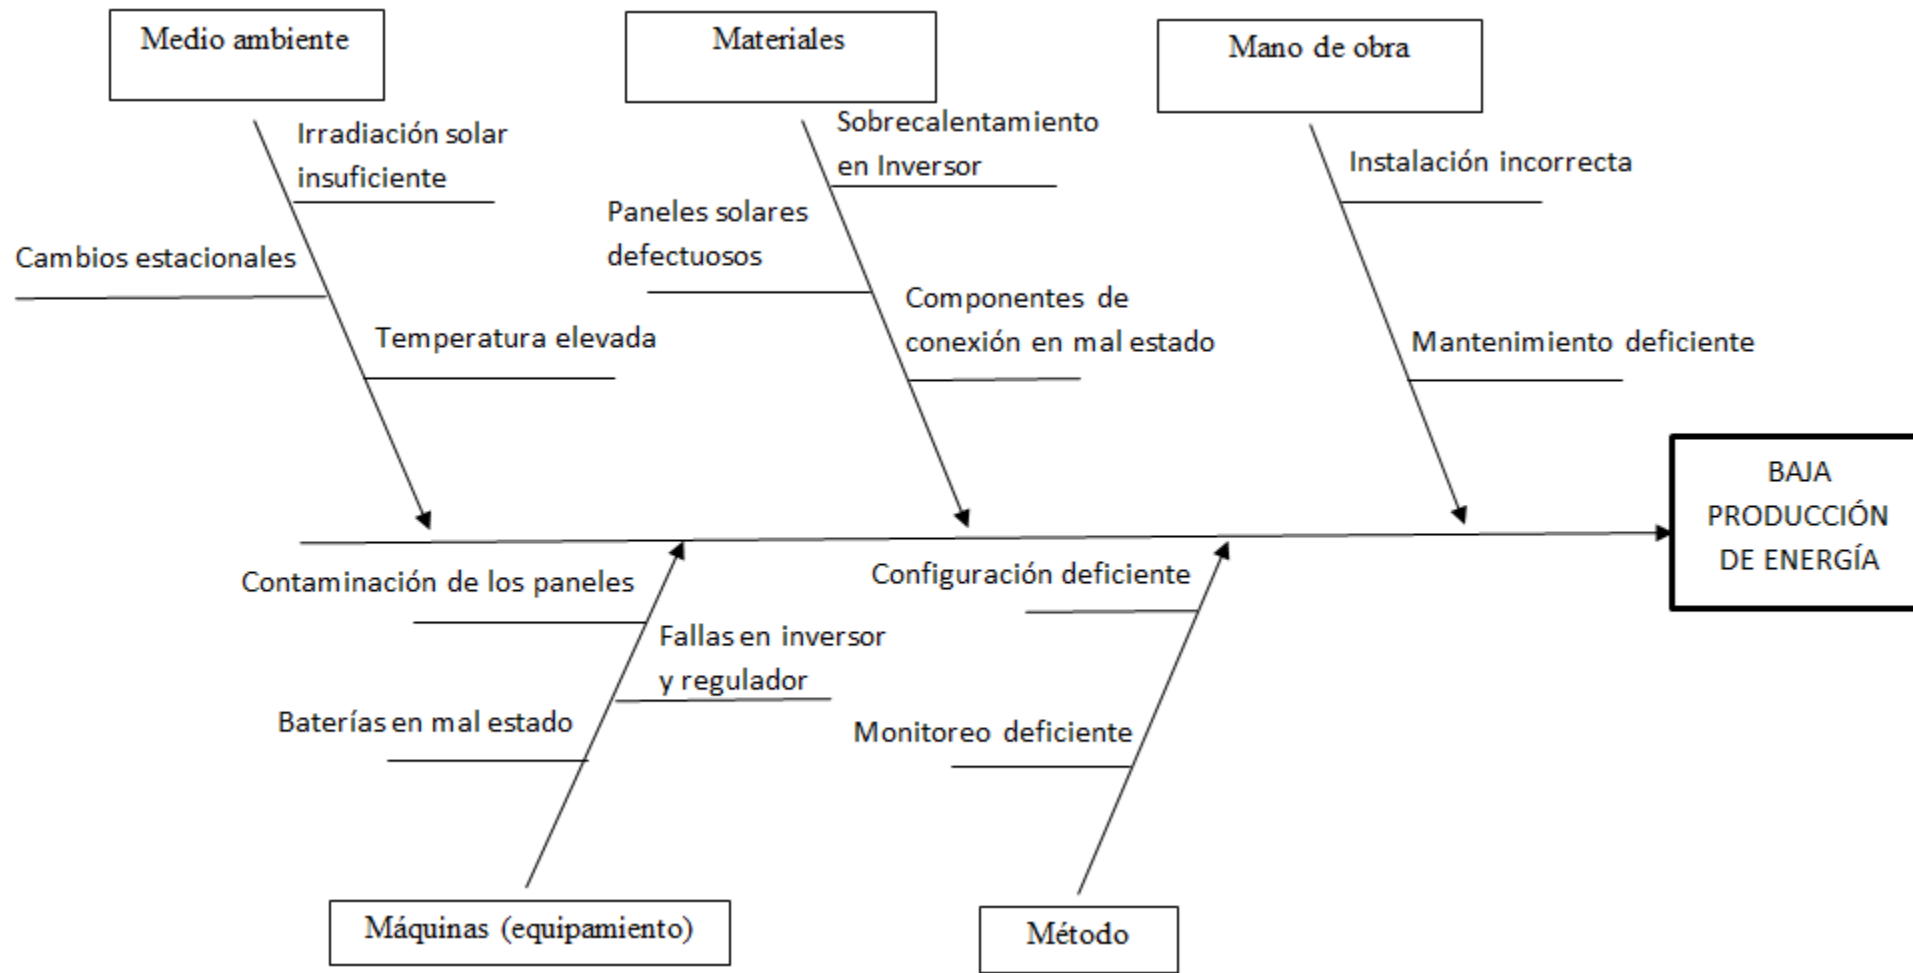 Medio ambiente
Materiales
Mano de obra
Irradiación solar
insuficiente
Cambios estacionales
Temperatura elevada
Sobrecalentamiento
en Inversor
Paneles solares
defectuosos
Componentes de
conexión en mal estado
Instalación incorrecta
Mantenimiento deficiente
BAJA
PRODUCCIÓN
DE ENERGÍA
Contaminación de los paneles
Fallas en inversor
y regulador
Baterías en mal estado
Configuración deficiente
Monitoreo deficiente
Máquinas (equipamiento)
Método